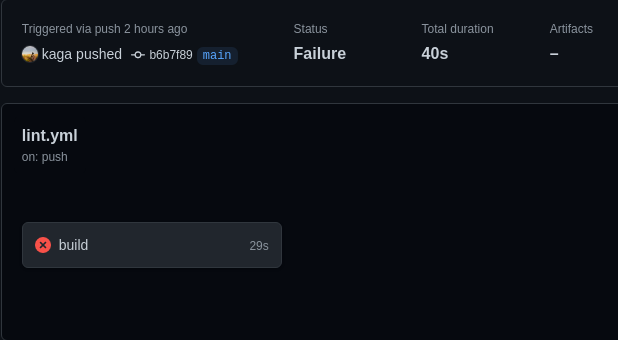 Triggered via push 2 hours ago
kaga pushed b6b7f89 main
Status
Failure
Total duration
40s
Artifacts
–
lint.yml
on: push
build 29s